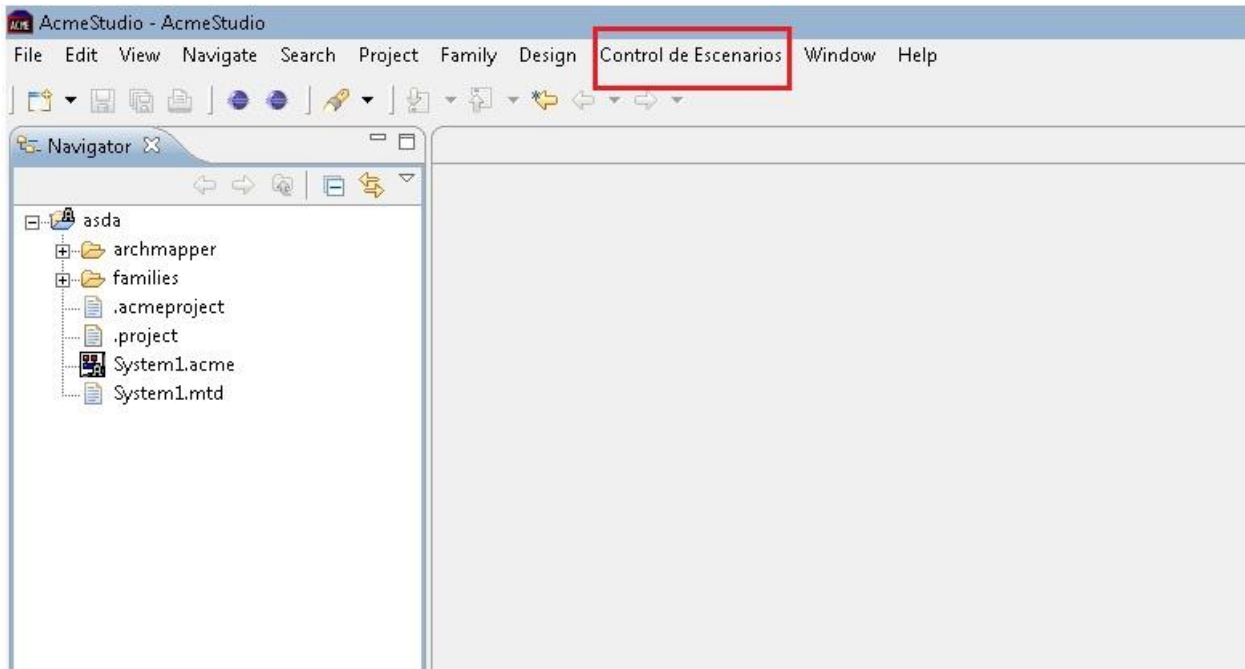 ACME AcmeStudio - AcmeStudio
File Edit View Navigate Search Project Family Design Control de Escenarios Window Help
Navigator
asda
archmapper
families
.acmeproject
.project
System1.acme
System1.mtd